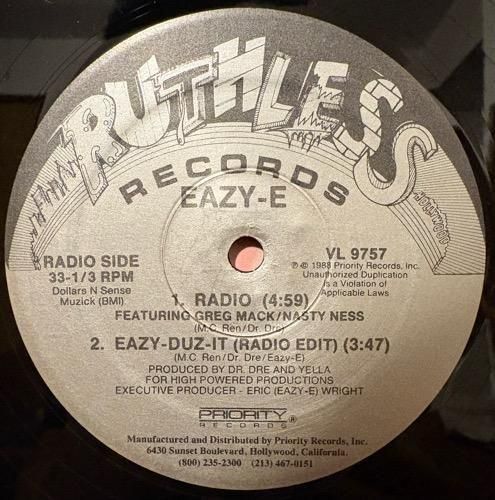 RUTHLESS
RECORDS
EAZY-E
RADIO SIDE
33-1/3 RPM
Dollars N Sense
Muzick (BMI)
VL 9757
℗ © 1988 Priority Records, Inc.
Unauthorized Duplication
is a Violation of
Applicable Laws
1. RADIO (4:59)
FEATURING GREG MACK/NASTY NESS
(M.C. Ren/Dr. Dre)
2. EAZY-DUZ-IT (RADIO EDIT) (3:47)
(M.C. Ren/Dr. Dre/Eazy-E)
PRODUCED BY DR. DRE AND YELLA
FOR HIGH POWERED PRODUCTIONS
EXECUTIVE PRODUCER - ERIC (EAZY-E) WRIGHT
PRIORITY ®
RECORDS
Manufactured and Distributed by Priority Records, Inc.
6430 Sunset Boulevard, Hollywood, California.
(800) 235-2300 (213) 467-0151